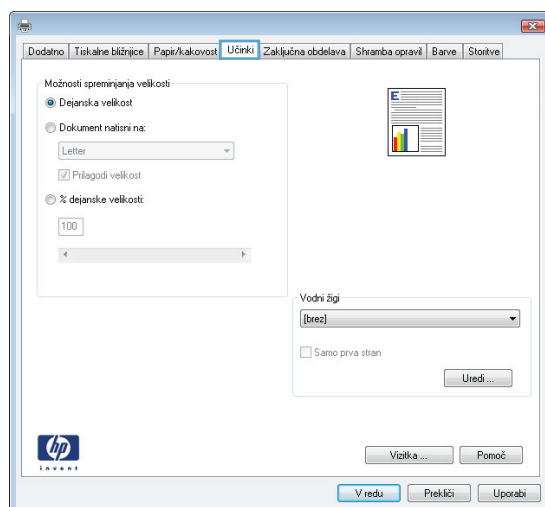 Dodatno Tiskalne bližnjice Papir/kakovost Učinki Zaključna obdelava Shramba opravil Barve Storitve
Možnosti spreminjanja velikosti
Dejanska velikost
Dokument natisni na:
Letter
Prilagodi velikost
% dejanske velikosti:
100
E
Vodni žigi
[brez]
Samo prva stran
Uredi ...
hp
invent
Vizitka ... Pomoč
V redu Prekliči Uporabi